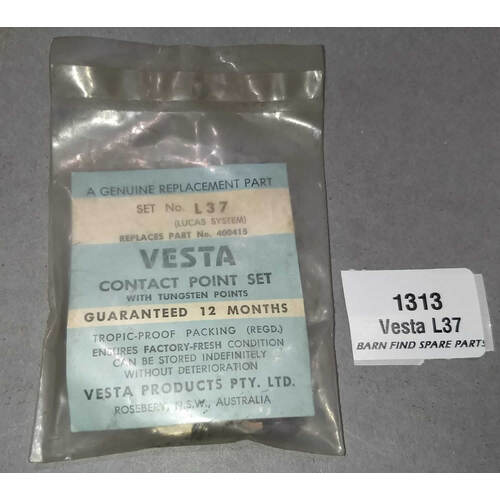 A GENUINE REPLACEMENT PART
SET No. L37
(LUCAS SYSTEM)
REPLACES PART No. 400415
VESTA
CONTACT POINT SET
WITH TUNGSTEN POINTS
GUARANTEED 12 MONTHS
TROPIC-PROOF PACKING (REGD.)
ENSURES FACTORY-FRESH CONDITION
CAN BE STORED INDEFINITELY
WITHOUT DETERIORATION
VESTA PRODUCTS PTY. LTD.
ROSEBERY, N.S.W., AUSTRALIA
1313
Vesta L37
BARN FIND SPARE PARTS